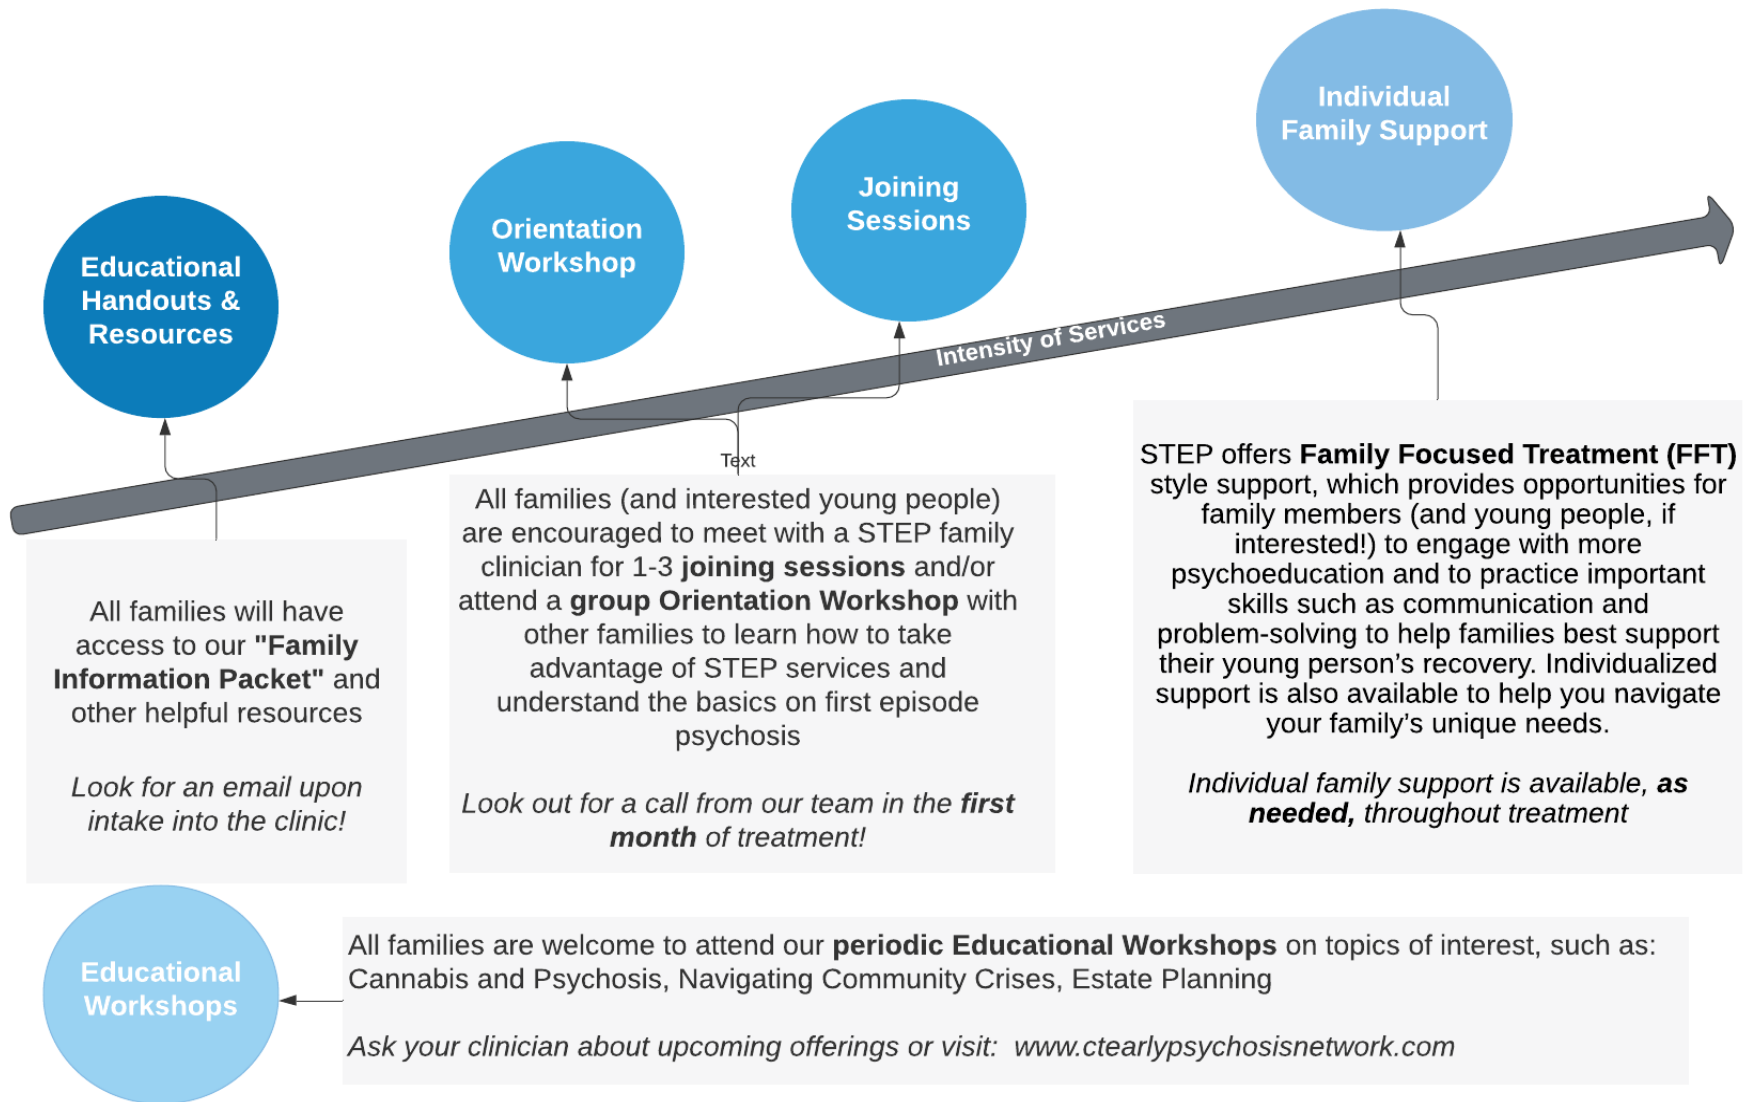 Individual
Family Support
Joining
Sessions
Orientation
Workshop
Educational
Handouts &
Resources
Intensity of Services
Text
All families will have
access to our "Family
Information Packet" and
other helpful resources
Look for an email upon
intake into the clinic!
All families (and interested young people)
are encouraged to meet with a STEP family
clinician for 1-3 joining sessions and/or
attend a group Orientation Workshop with
other families to learn how to take
advantage of STEP services and
understand the basics on first episode
psychosis
Look out for a call from our team in the first
month of treatment!
STEP offers Family Focused Treatment (FFT)
style support, which provides opportunities for
family members (and young people, if
interested!) to engage with more
psychoeducation and to practice important
skills such as communication and
problem-solving to help families best support
their young person’s recovery. Individualized
support is also available to help you navigate
your family’s unique needs.
Individual family support is available, as
needed, throughout treatment
Educational
Workshops
All families are welcome to attend our periodic Educational Workshops on topics of interest, such as:
Cannabis and Psychosis, Navigating Community Crises, Estate Planning
Ask your clinician about upcoming offerings or visit:  www.ctearlypsychosisnetwork.com